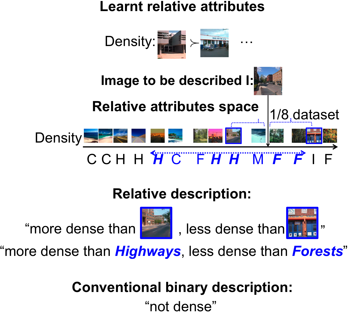 Learnt relative attributes
Density: ≻ ...
Image to be described I:
Relative attributes space
1/8 dataset
Density
C C H H H C F H H M F F I F
Relative description:
“more dense than , less dense than ”
“more dense than Highways, less dense than Forests”
Conventional binary description:
“not dense”